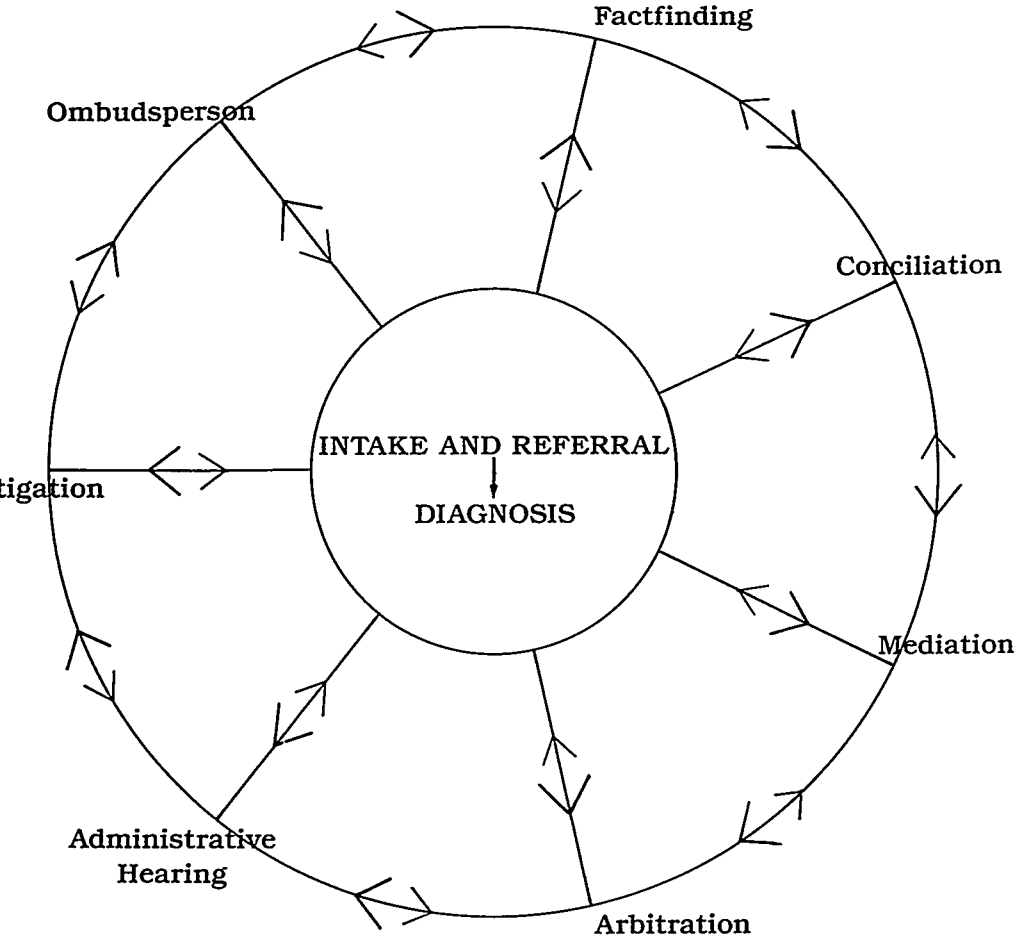 Factfinding
Ombudsperson
Conciliation
INTAKE AND REFERRAL
tigation
DIAGNOSIS
Mediation
Administrative
Hearing
Arbitration